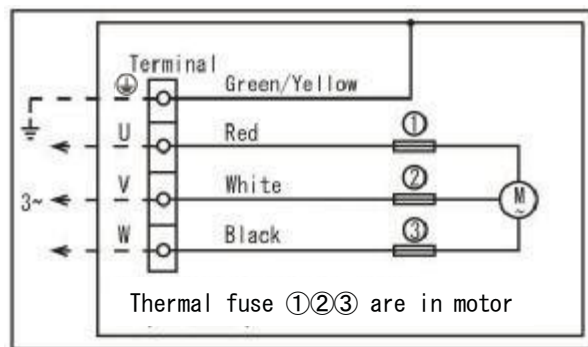 Terminal
Green/Yellow
U Red ①
V White ②
3~ M ~
W Black ③
Thermal fuse ①②③ are in motor